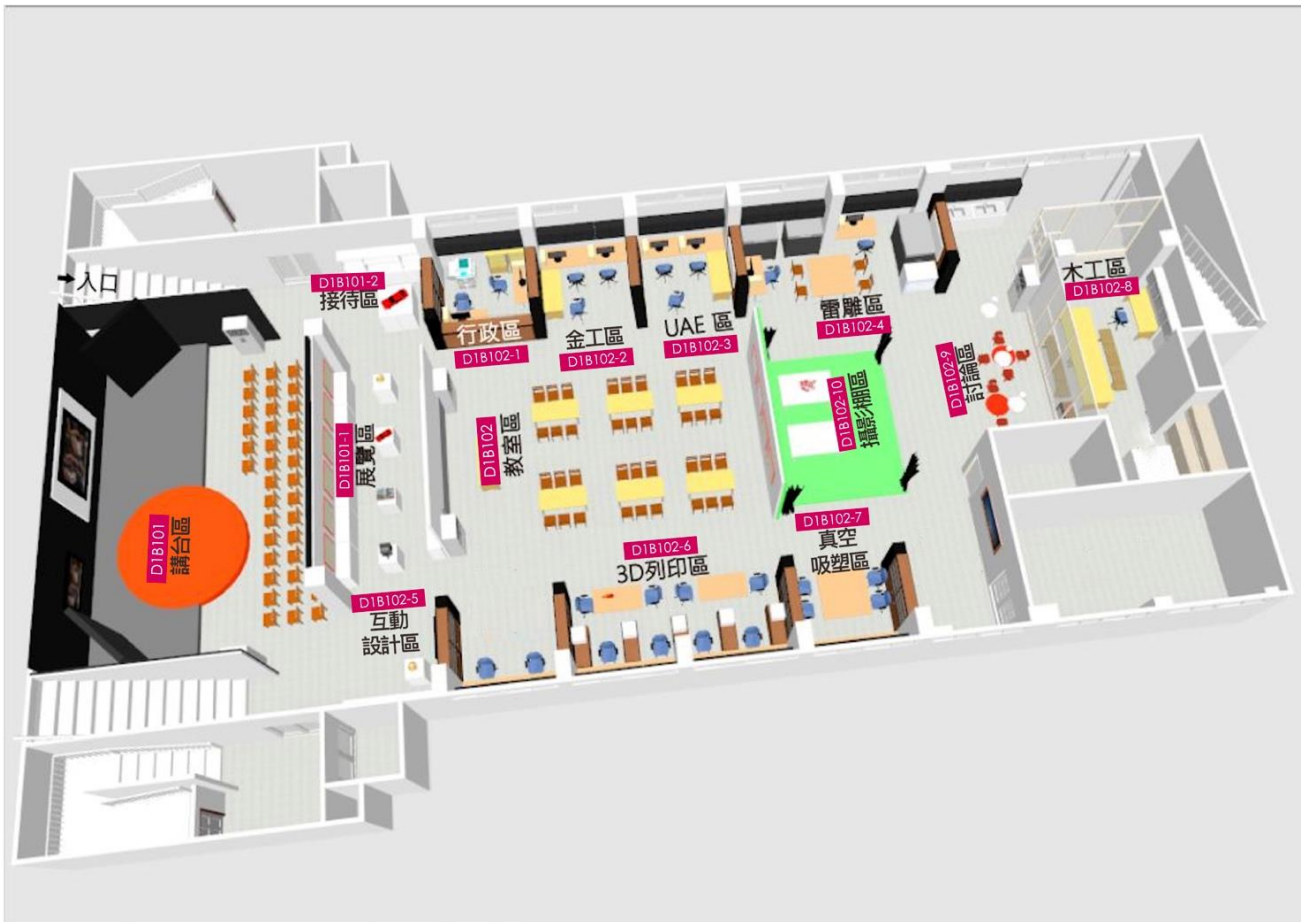 入口
D1B101
講台區
D1B101-2
接待區
D1B101-1
展覽區
行政區
D1B102-1
金工區
D1B102-2
UAE 區
D1B102-3
雷雕區
D1B102-4
木工區
D1B102-8
D1B102
教室區
D1B102-10
攝影棚區
D1B102-9
討論區
D1B102-5
互動
設計區
D1B102-6
3D列印區
D1B102-7
真空
吸塑區